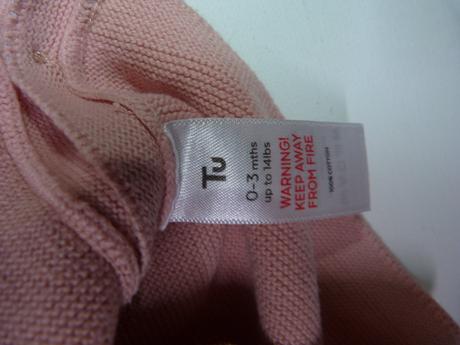 Tu
0-3 mths
up to 14lbs
WARNING!
KEEP AWAY
FROM FIRE
100% COTTON